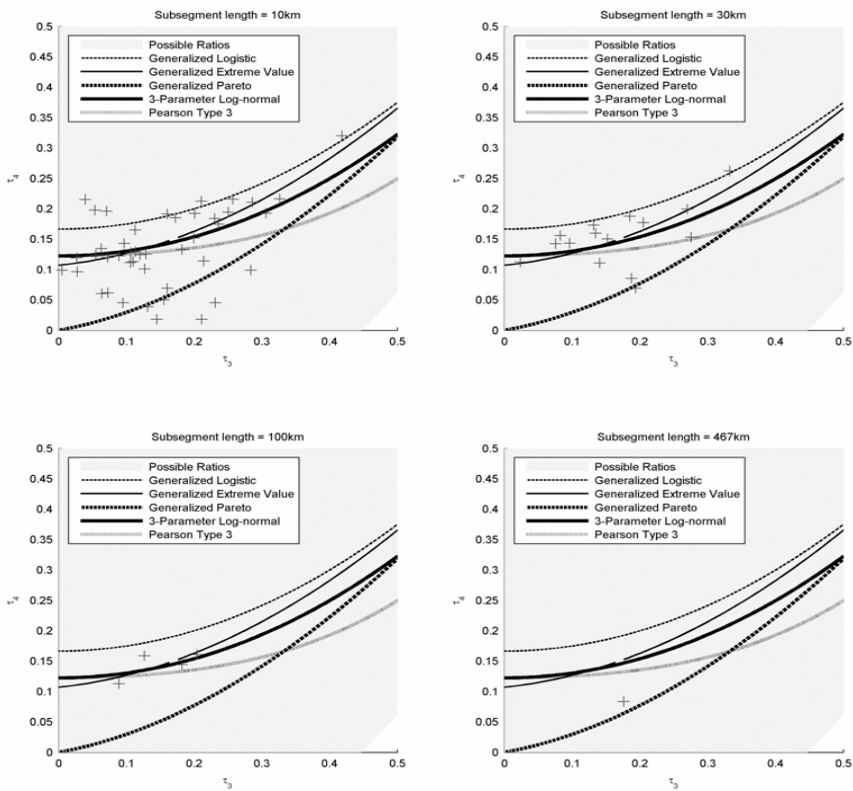 Subsegment length = 10km
0.5
0.45
0.4
0.35
0.3
0.25
0.2
0.15
0.1
0.05
0
τ4
Possible Ratios
Generalized Logistic
Generalized Extreme Value
Generalized Pareto
3-Parameter Log-normal
Pearson Type 3
0 0.1 0.2 0.3 0.4 0.5
τ3
Subsegment length = 30km
0.5
0.45
0.4
0.35
0.3
0.25
0.2
0.15
0.1
0.05
0
τ4
Possible Ratios
Generalized Logistic
Generalized Extreme Value
Generalized Pareto
3-Parameter Log-normal
Pearson Type 3
0 0.1 0.2 0.3 0.4 0.5
τ3
Subsegment length = 100km
0.5
0.45
0.4
0.35
0.3
0.25
0.2
0.15
0.1
0.05
0
τ4
Possible Ratios
Generalized Logistic
Generalized Extreme Value
Generalized Pareto
3-Parameter Log-normal
Pearson Type 3
0 0.1 0.2 0.3 0.4 0.5
τ3
Subsegment length = 467km
0.5
0.45
0.4
0.35
0.3
0.25
0.2
0.15
0.1
0.05
0
τ4
Possible Ratios
Generalized Logistic
Generalized Extreme Value
Generalized Pareto
3-Parameter Log-normal
Pearson Type 3
0 0.1 0.2 0.3 0.4 0.5
τ3